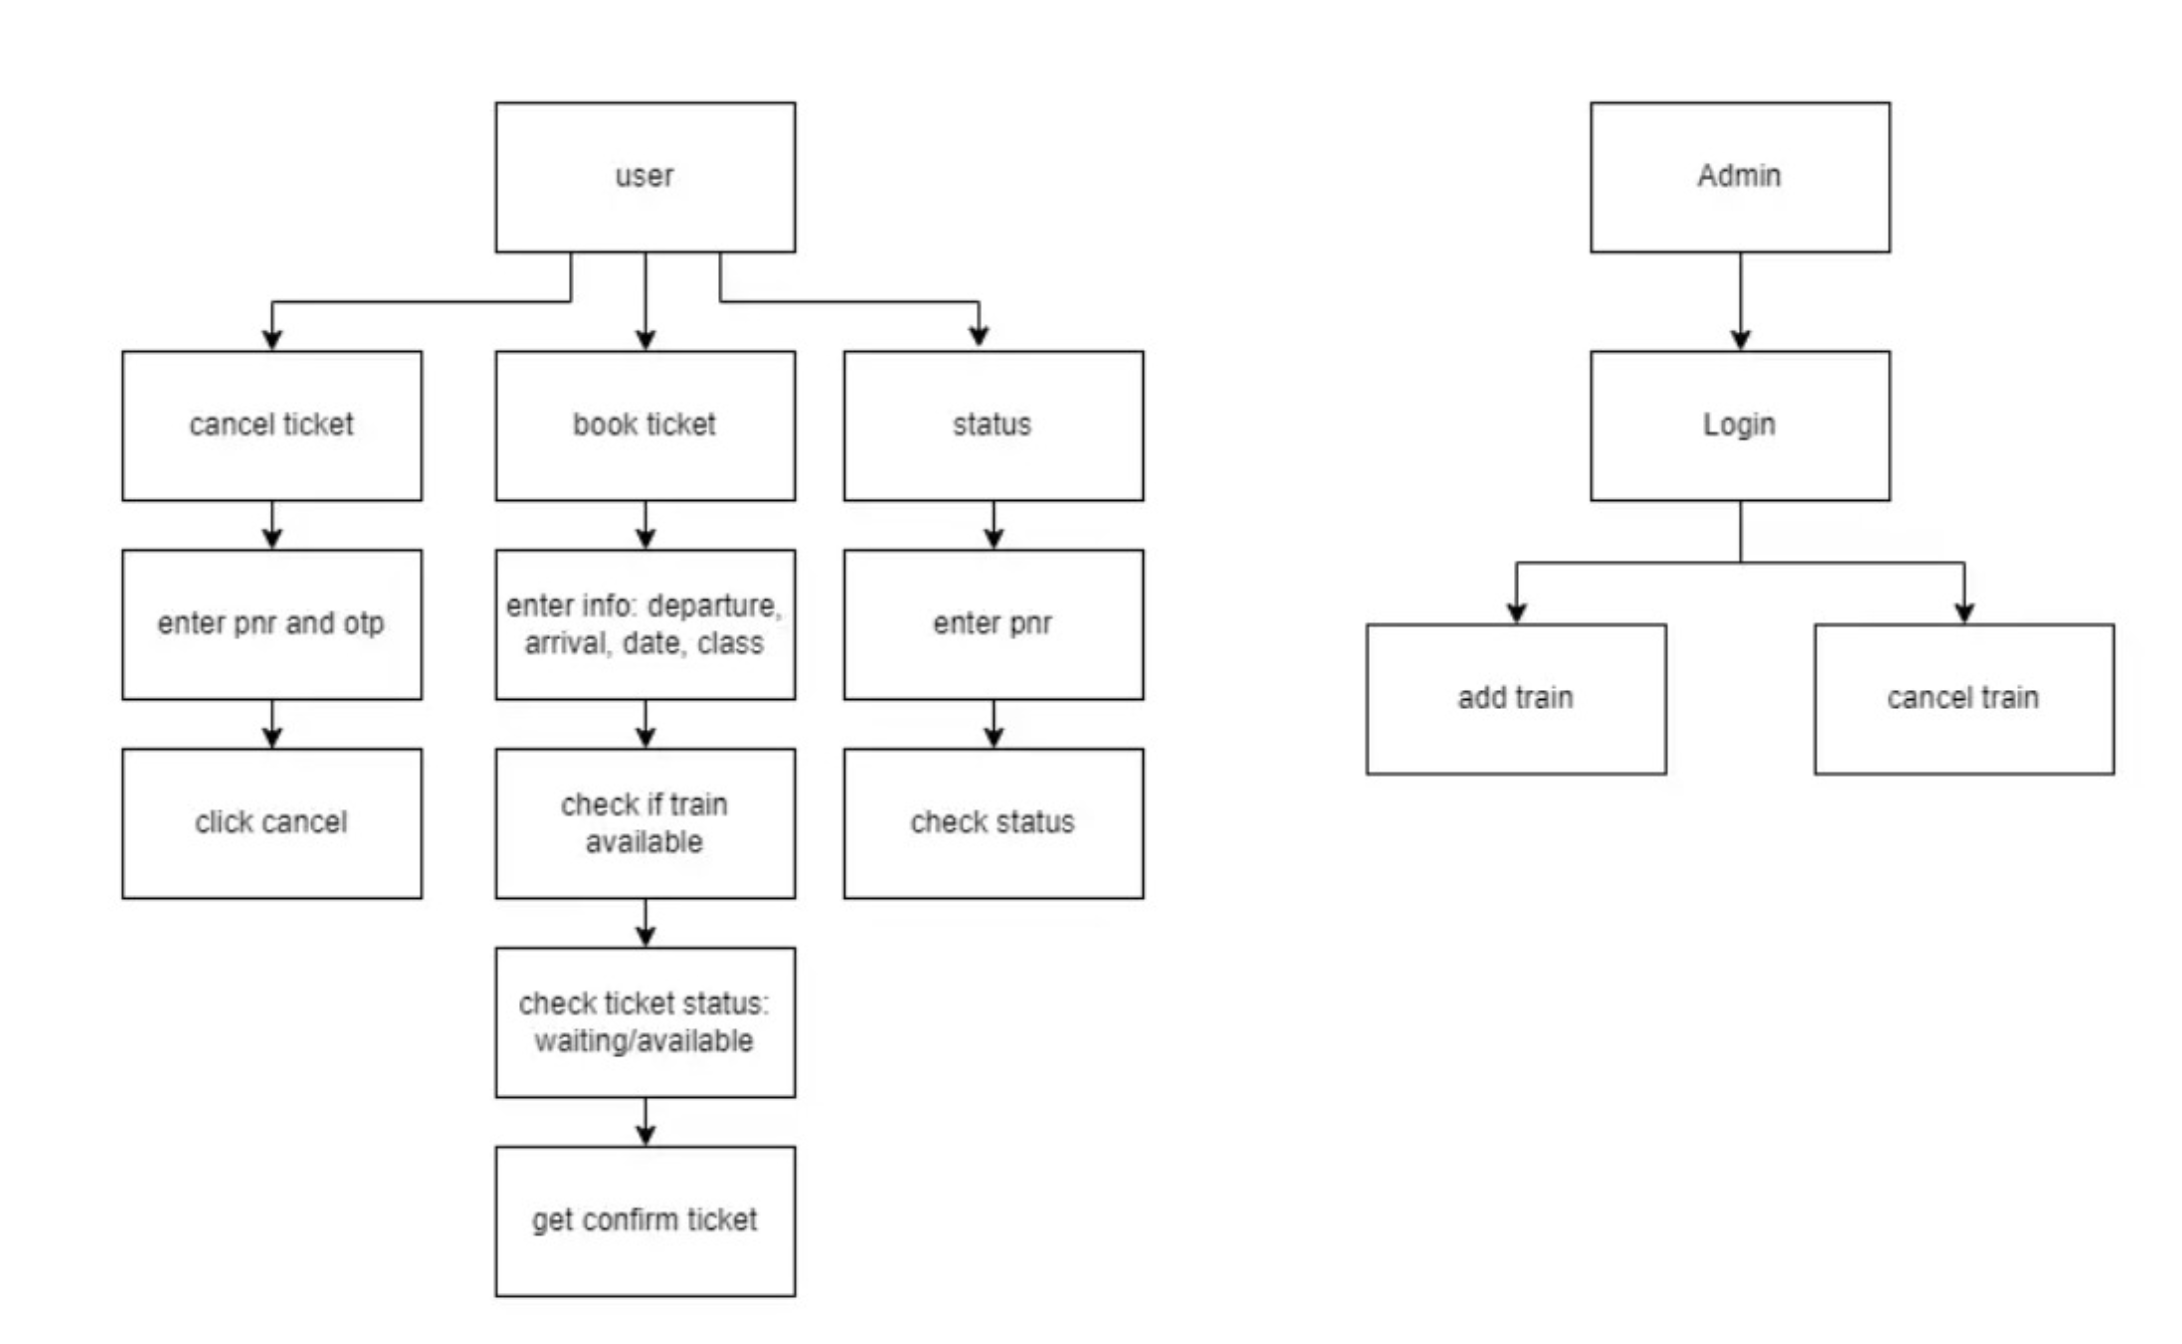 user
Admin
cancel ticket
book ticket
status
Login
enter pnr and otp
enter info: departure,
arrival, date, class
enter pnr
add train
cancel train
click cancel
check if train
available
check status
check ticket status:
waiting/available
get confirm ticket